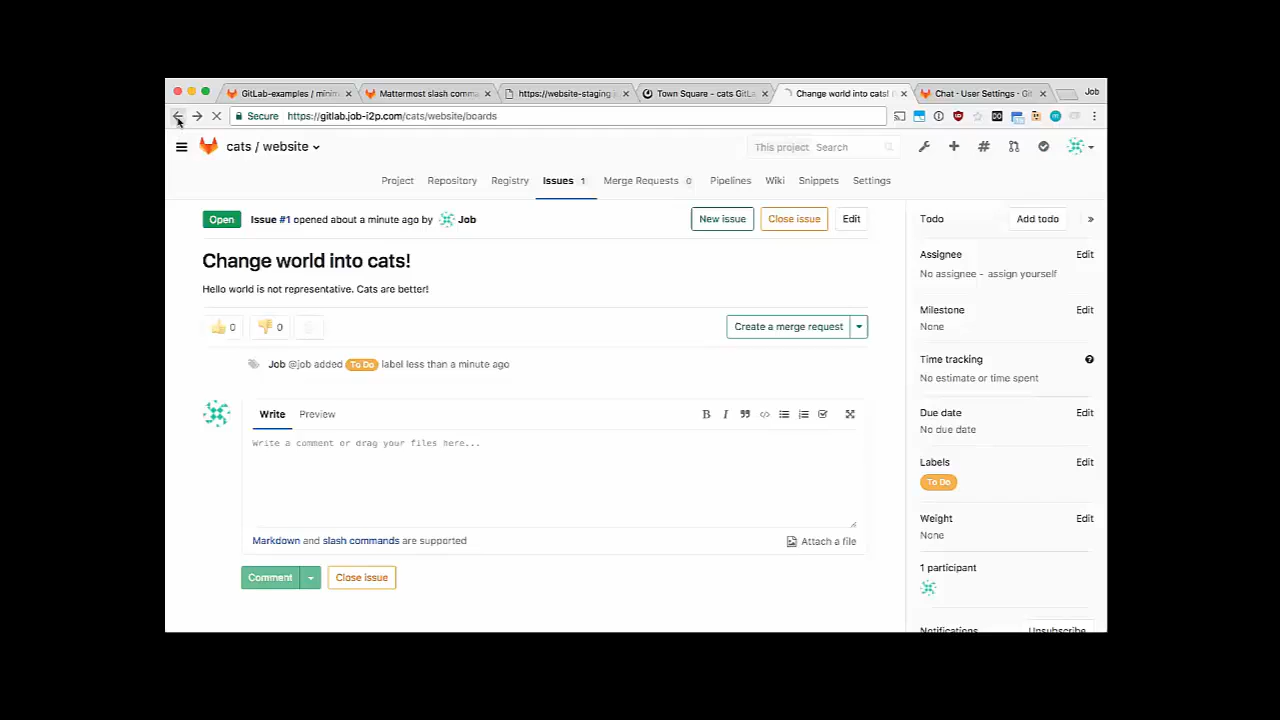 GitLab-examples / minim
Mattermost slash comma
https://website-staging
Town Square - cats GitL
Change world into cats!
Chat - User Settings - Gi
Job
Secure https://gitlab.job-i2p.com/cats/website/boards
cats / website
This project Search
Project Repository Registry Issues 1 Merge Requests 0 Pipelines Wiki Snippets Settings
Open Issue #1 opened about a minute ago by Job
New issue Close issue Edit
Todo Add todo »
Change world into cats!
Assignee Edit
No assignee - assign yourself
Hello world is not representative. Cats are better!
Milestone Edit
None
0 0
Create a merge request
Time tracking
No estimate or time spent
Job @job added To Do label less than a minute ago
Due date Edit
No due date
Write Preview
B I
Write a comment or drag your files here...
Labels Edit
To Do
Weight Edit
None
Markdown and slash commands are supported
Attach a file
1 participant
Comment Close issue
Notifications Unsubscribe